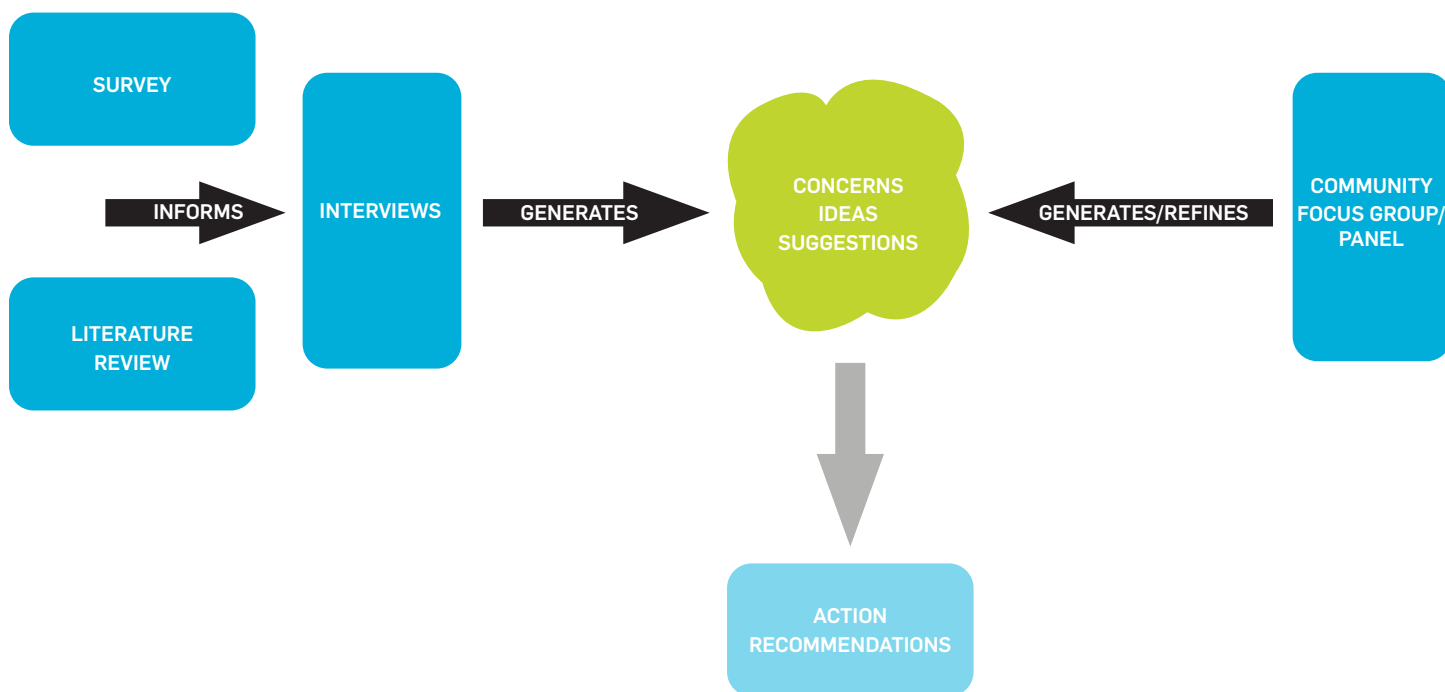 SURVEY
INFORMS
LITERATURE
REVIEW
INTERVIEWS
GENERATES
CONCERNS
IDEAS
SUGGESTIONS
GENERATES/REFINES
COMMUNITY
FOCUS GROUP/
PANEL
ACTION
RECOMMENDATIONS